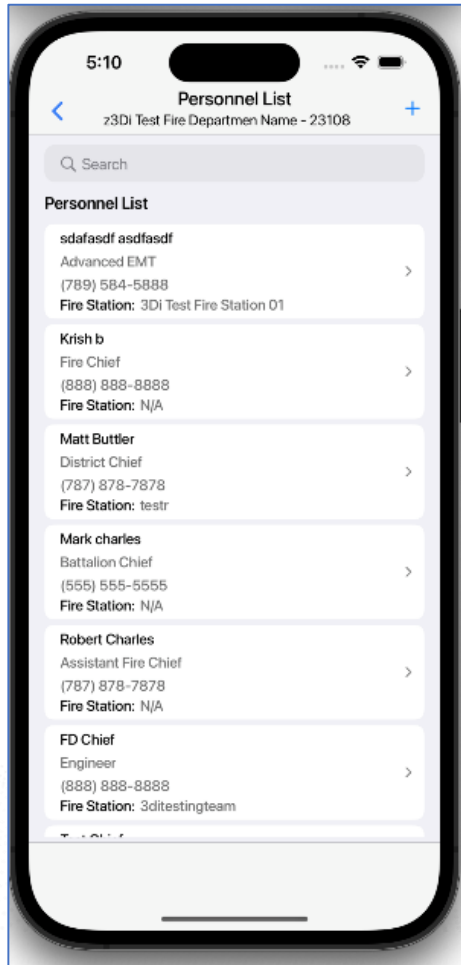 5:10
Personnel List
z3Di Test Fire Departmen Name - 23108
Search
Personnel List
sdafasdf asdfasdf
Advanced EMT
(789) 584-5888
Fire Station: 3Di Test Fire Station 01
Krish b
Fire Chief
(888) 888-8888
Fire Station: N/A
Matt Buttler
District Chief
(787) 878-7878
Fire Station: testr
Mark charles
Battalion Chief
(555) 555-5555
Fire Station: N/A
Robert Charles
Assistant Fire Chief
(787) 878-7878
Fire Station: N/A
FD Chief
Engineer
(888) 888-8888
Fire Station: 3ditestingteam